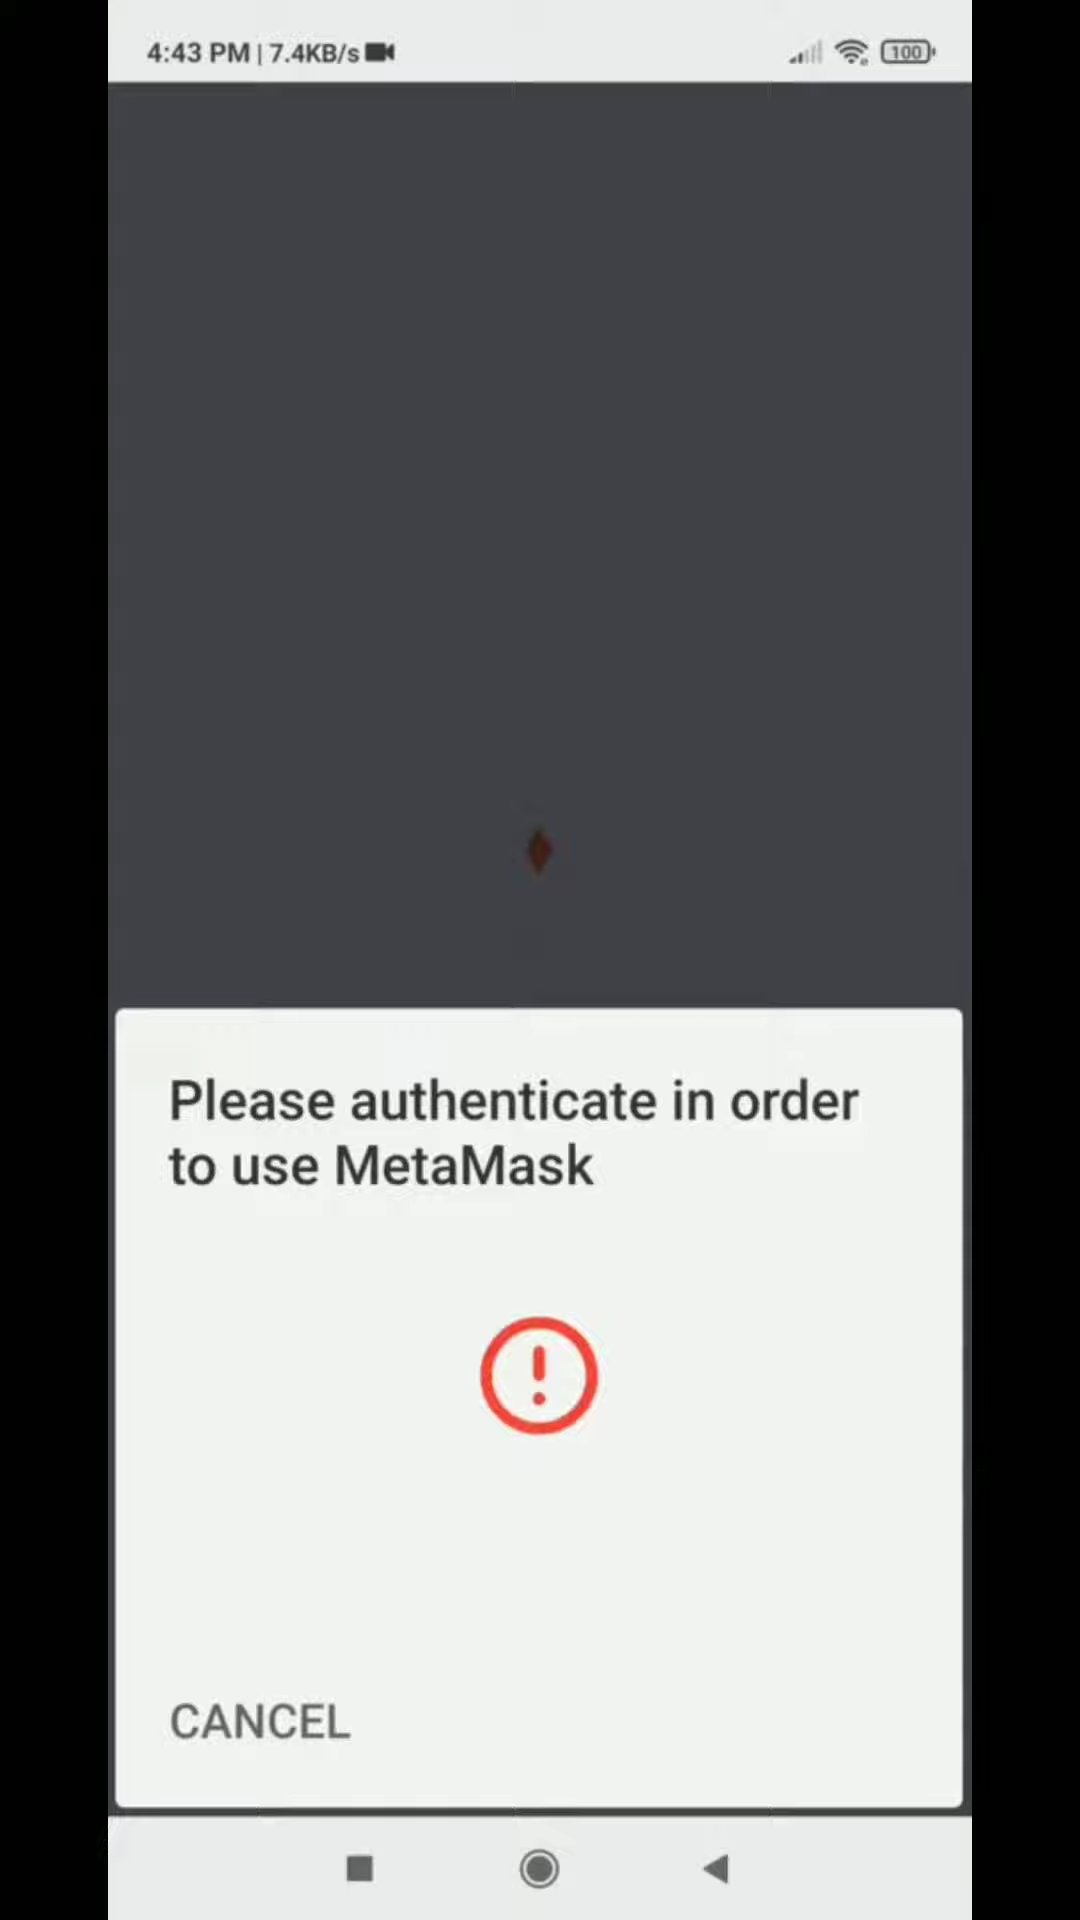 4:43 PM | 7.4KB/s
100
Please authenticate in order
to use MetaMask
CANCEL